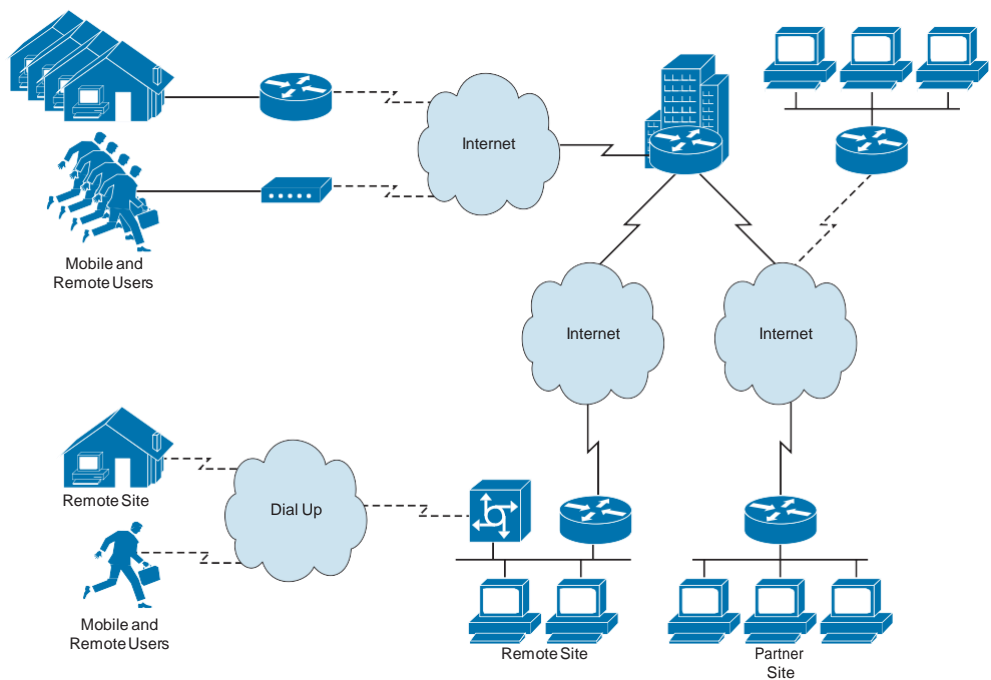 Internet
Mobile and
Remote Users
Internet
Internet
Remote Site
Dial Up
Mobile and
Remote Users
Remote Site
Partner
Site